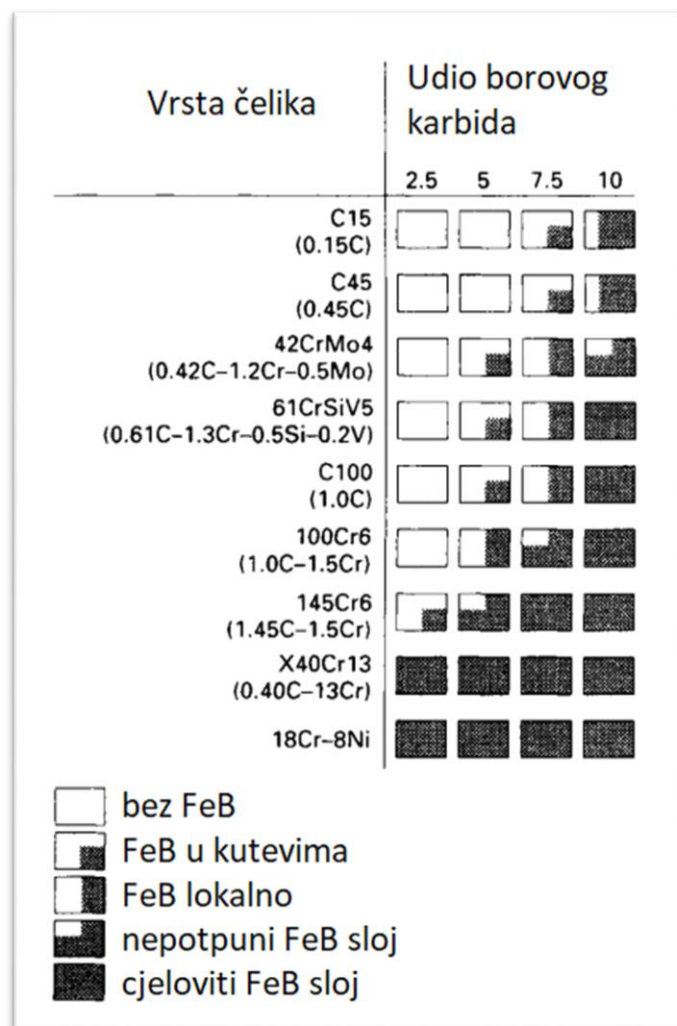 Vrsta čelika
Udio borovog
karbida
2.5 5 7.5 10
C15
(0.15C)
C45
(0.45C)
42CrMo4
(0.42C–1.2Cr–0.5Mo)
61CrSiV5
(0.61C–1.3Cr–0.5Si–0.2V)
C100
(1.0C)
100Cr6
(1.0C–1.5Cr)
145Cr6
(1.45C–1.5Cr)
X40Cr13
(0.40C–13Cr)
18Cr–8Ni
bez FeB
FeB u kutevima
FeB lokalno
nepotpuni FeB sloj
cjeloviti FeB sloj